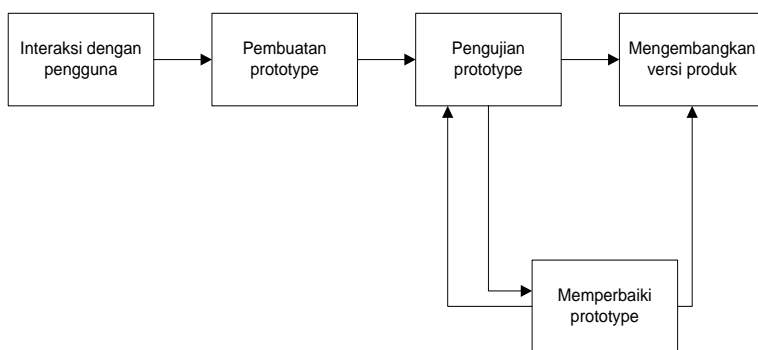 Interaksi dengan
pengguna
Pembuatan
prototype
Pengujian
prototype
Mengembangkan
versi produk
Memperbaiki
prototype